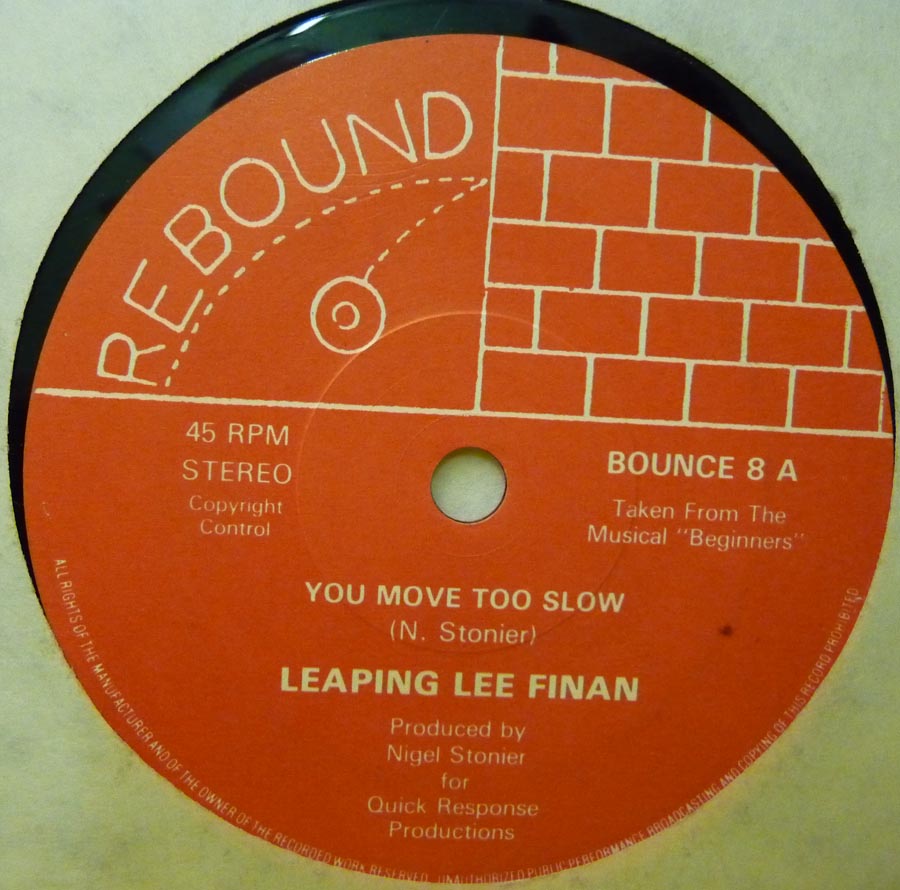 REBOUND
45 RPM
STEREO
Copyright
Control
BOUNCE 8 A
Taken From The
Musical "Beginners"
YOU MOVE TOO SLOW
(N. Stonier)
LEAPING LEE FINAN
Produced by
Nigel Stonier
for
Quick Response
Productions
ALL RIGHTS OF THE MANUFACTURER AND OF THE OWNER OF THE RECORDED WORK RESERVED. UNAUTHORIZED PUBLIC PERFORMANCE BROADCASTING AND COPYING OF THIS RECORD PROHIBITED